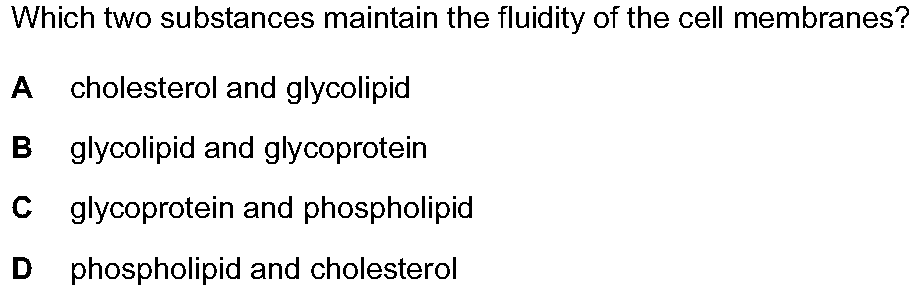 Which two substances maintain the fluidity of the cell membranes?
A cholesterol and glycolipid
B glycolipid and glycoprotein
C glycoprotein and phospholipid
D phospholipid and cholesterol